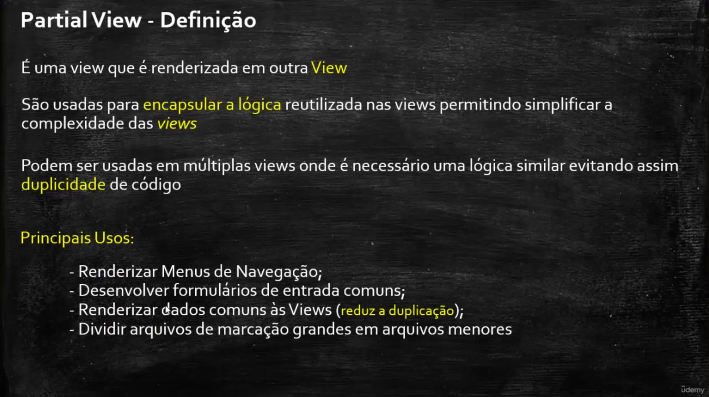 Partial View - Definição
É uma view que é renderizada em outra View
São usadas para encapsular a lógica reutilizada nas views permitindo simplificar a
complexidade das views
Podem ser usadas em múltiplas views onde é necessário uma lógica similar evitando assim
duplicidade de código
Principais Usos:
- Renderizar Menus de Navegação;
- Desenvolver formulários de entrada comuns;
- Renderizar dados comuns às Views (reduz a duplicação);
- Dividir arquivos de marcação grandes em arquivos menores
udemy